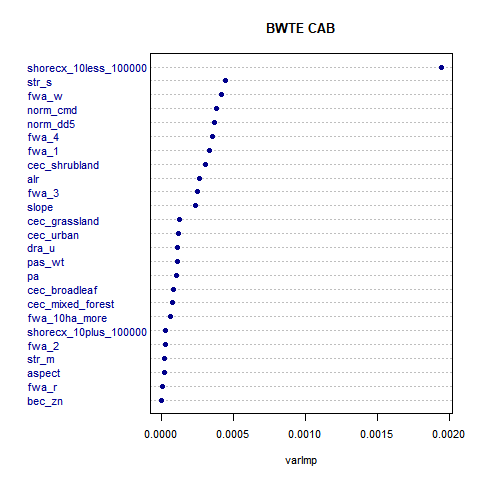 BWTE CAB
shorecx_10less_100000
str_s
fwa_w
norm_cmd
norm_dd5
fwa_4
fwa_1
cec_shrubland
alr
fwa_3
slope
cec_grassland
cec_urban
dra_u
pas_wt
pa
cec_broadleaf
cec_mixed_forest
fwa_10ha_more
shorecx_10plus_100000
fwa_2
str_m
aspect
fwa_r
bec_zn
0.0000 0.0005 0.0010 0.0015 0.0020
varImp